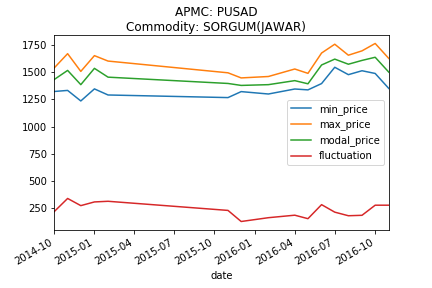 APMC: PUSAD
Commodity: SORGUM(JAWAR)
1750
1500
1250
1000
750
500
250
min_price
max_price
modal_price
fluctuation
2014-10
2015-01
2015-04
2015-07
2015-10
2016-01
2016-04
2016-07
2016-10
date